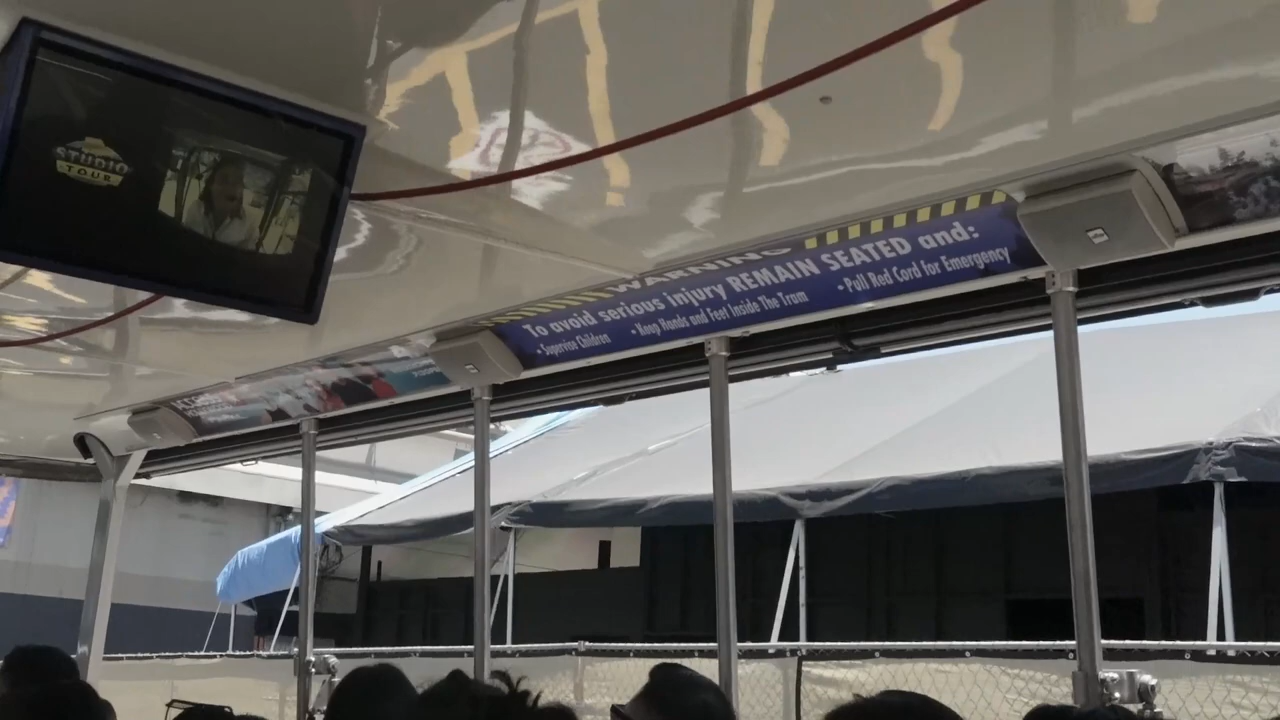 STUDIO
TOUR
WARNING
To avoid serious injury REMAIN SEATED and:
• Supervise Children • Keep Hands and Feet Inside The Tram • Pull Red Cord for Emergency